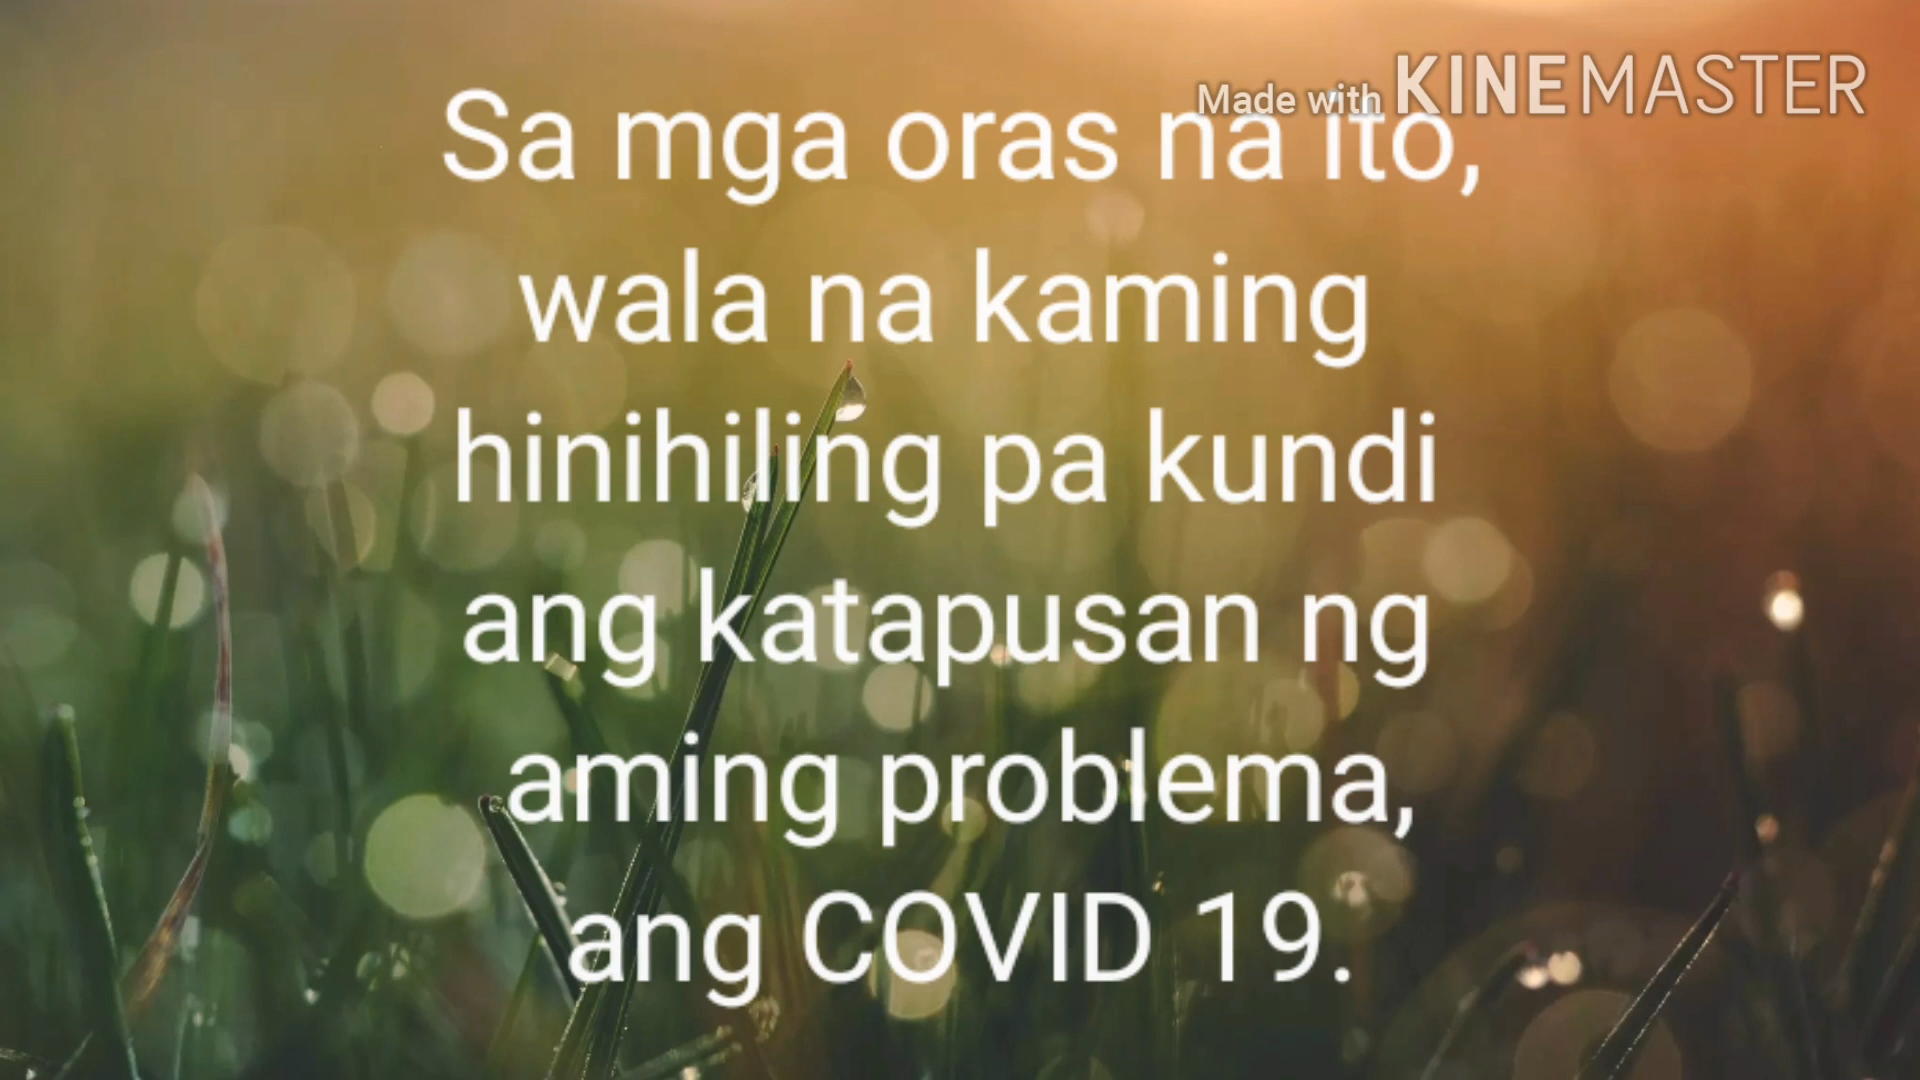 Made with KINEMASTER
Sa mga oras na ito,
wala na kaming
hinihiling pa kundi
ang katapusan ng
aming problema,
ang COVID 19.